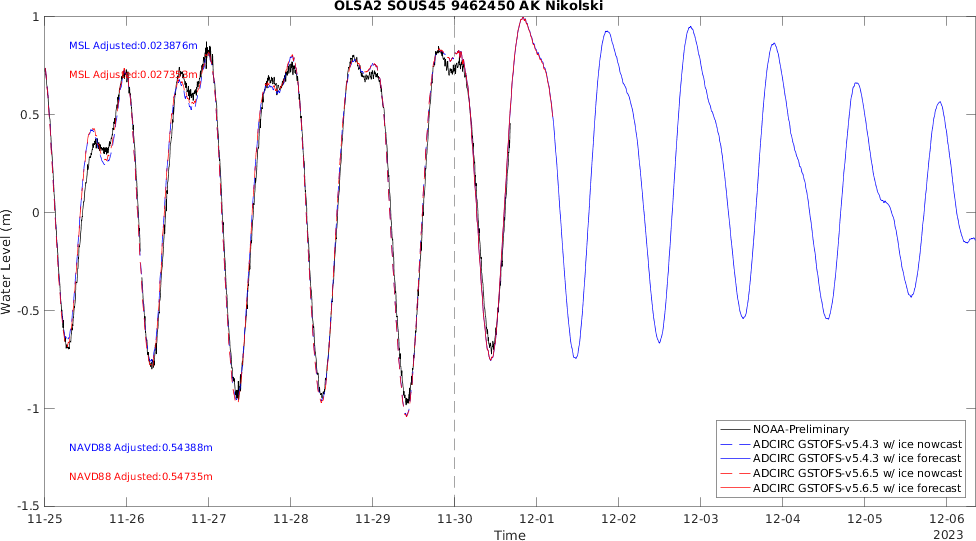 OLSA2 SOUS45 9462450 AK Nikolski
MSL Adjusted:0.023876m
MSL Adjusted:0.027353m
NAVD88 Adjusted:0.54388m
NAVD88 Adjusted:0.54735m
Water Level (m)
1
0.5
0
-0.5
-1
-1.5
NOAA-Preliminary
ADCIRC GSTOFS-v5.4.3 w/ ice nowcast
ADCIRC GSTOFS-v5.4.3 w/ ice forecast
ADCIRC GSTOFS-v5.6.5 w/ ice nowcast
ADCIRC GSTOFS-v5.6.5 w/ ice forecast
11-25 11-26 11-27 11-28 11-29 11-30 12-01 12-02 12-03 12-04 12-05 12-06
Time
2023